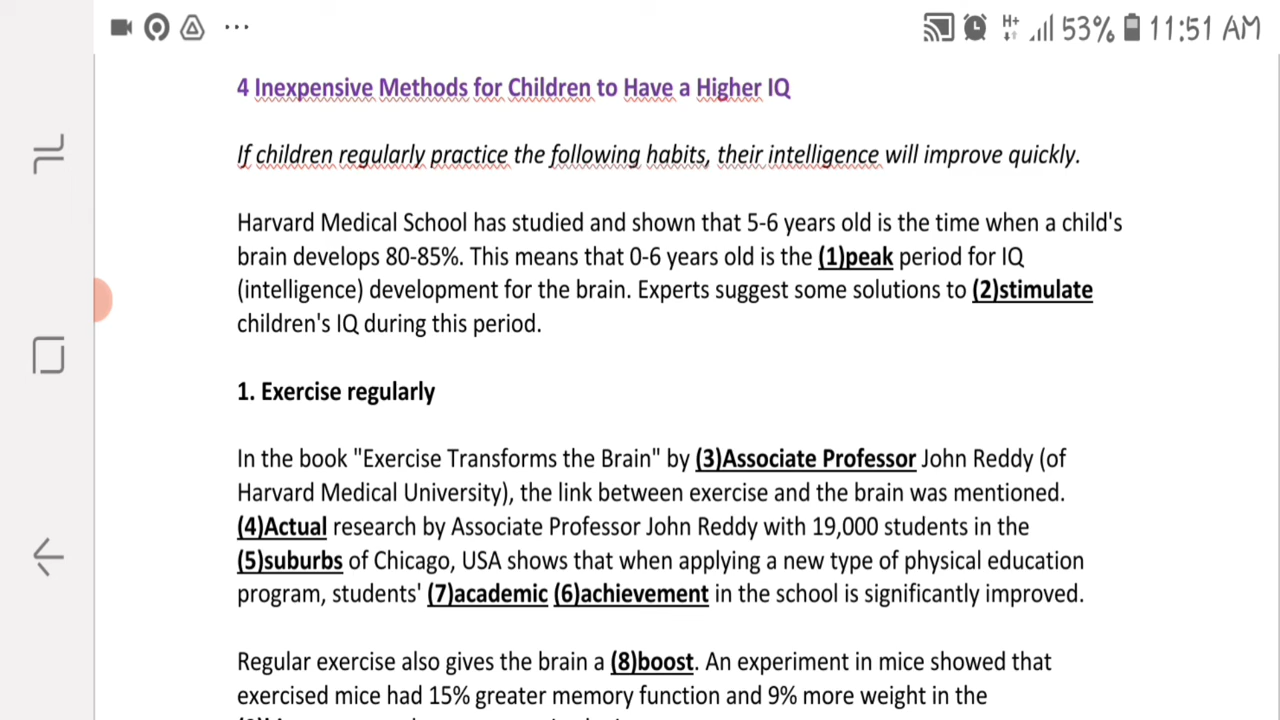 H+ 53% 11:51 AM
4 Inexpensive Methods for Children to Have a Higher IQ
If children regularly practice the following habits, their intelligence will improve quickly.
Harvard Medical School has studied and shown that 5-6 years old is the time when a child's
brain develops 80-85%. This means that 0-6 years old is the (1)peak period for IQ
(intelligence) development for the brain. Experts suggest some solutions to (2)stimulate
children's IQ during this period.
1. Exercise regularly
In the book "Exercise Transforms the Brain" by (3)Associate Professor John Reddy (of
Harvard Medical University), the link between exercise and the brain was mentioned.
(4)Actual research by Associate Professor John Reddy with 19,000 students in the
(5)suburbs of Chicago, USA shows that when applying a new type of physical education
program, students' (7)academic (6)achievement in the school is significantly improved.
Regular exercise also gives the brain a (8)boost. An experiment in mice showed that
exercised mice had 15% greater memory function and 9% more weight in the